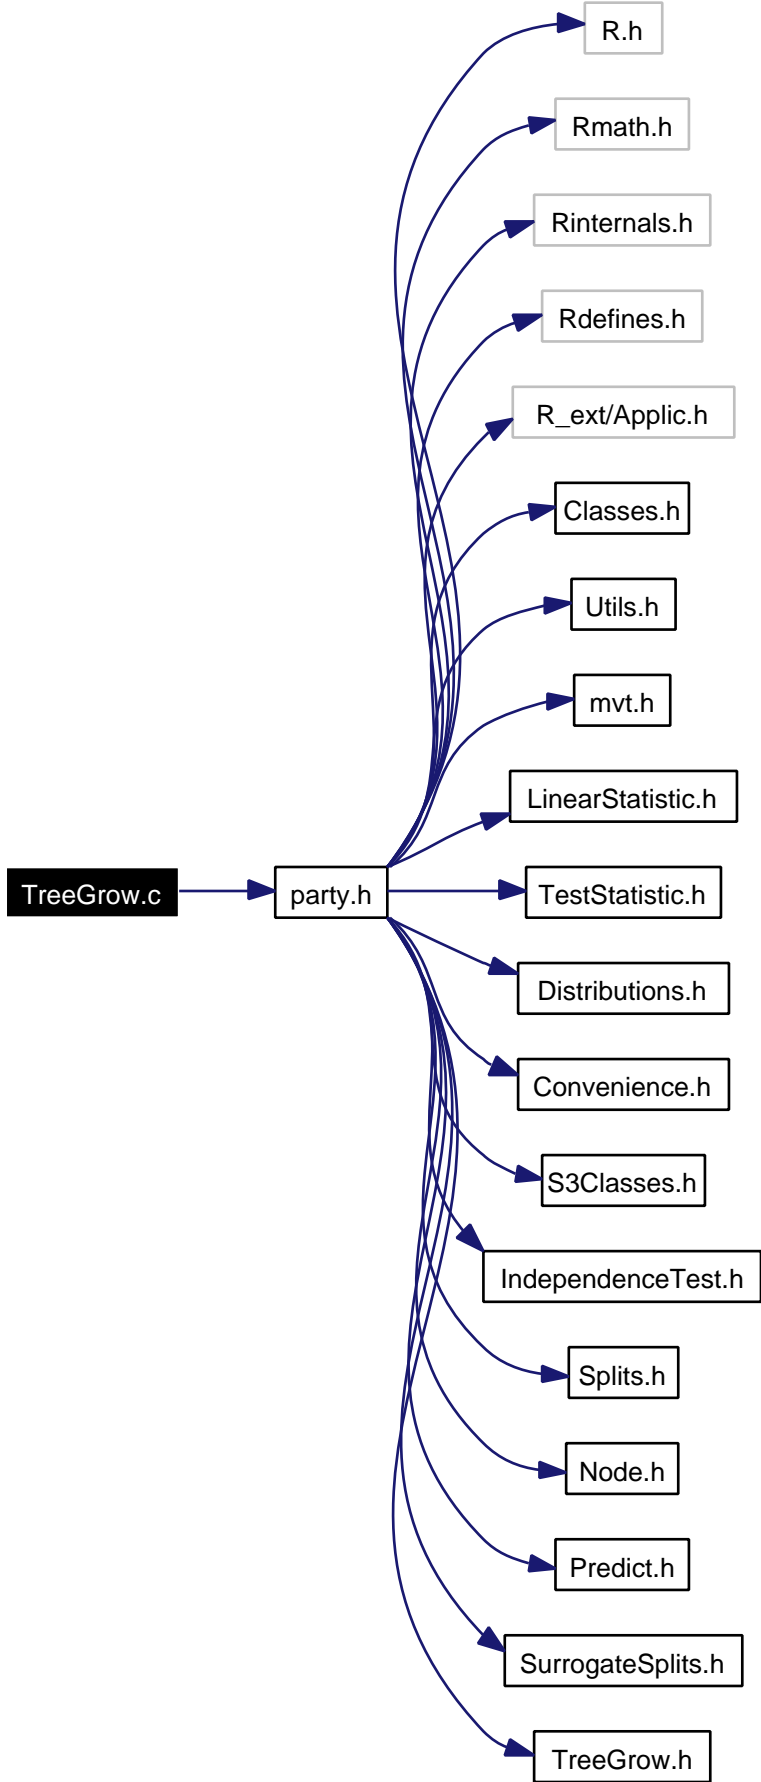 R.h
Rmath.h
Rinternals.h
Rdefines.h
R_ext/Applic.h
Classes.h
Utils.h
mvt.h
LinearStatistic.h
TreeGrow.c
party.h
TestStatistic.h
Distributions.h
Convenience.h
S3Classes.h
IndependenceTest.h
Splits.h
Node.h
Predict.h
SurrogateSplits.h
TreeGrow.h